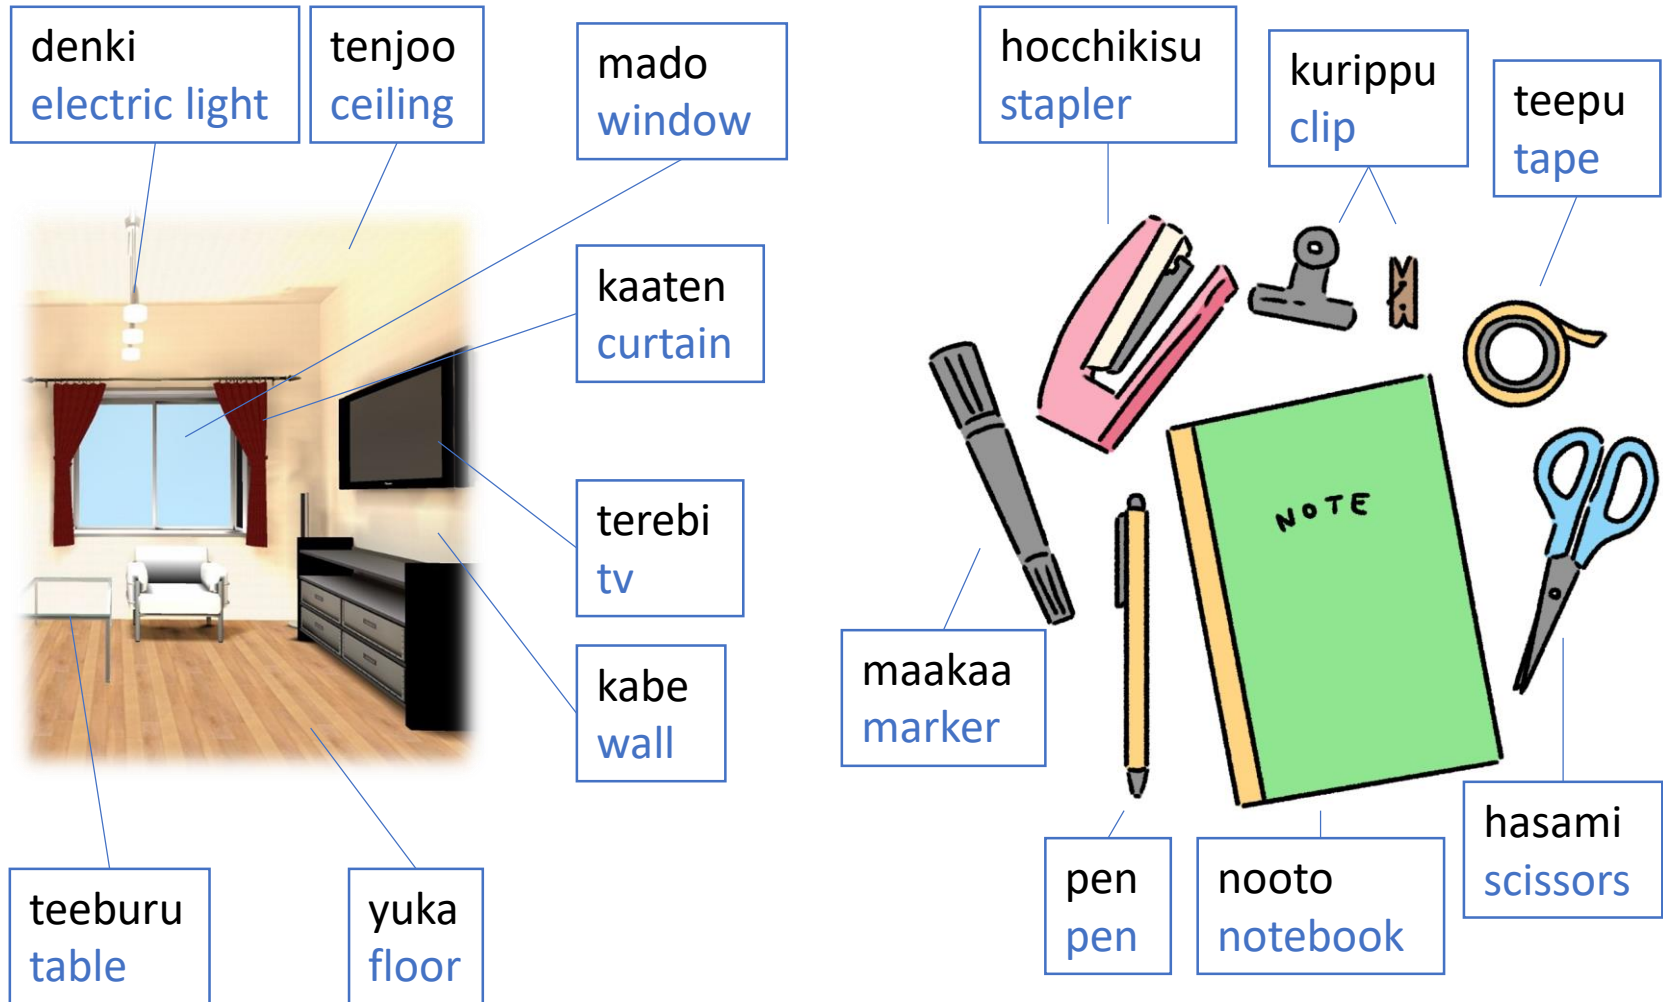 denki
electric light
tenjoo
ceiling
mado
window
kaaten
curtain
terebi
tv
kabe
wall
teeburu
table
yuka
floor
hocchikisu
stapler
kurippu
clip
teepu
tape
maakaa
marker
NOTE
pen
pen
nooto
notebook
hasami
scissors